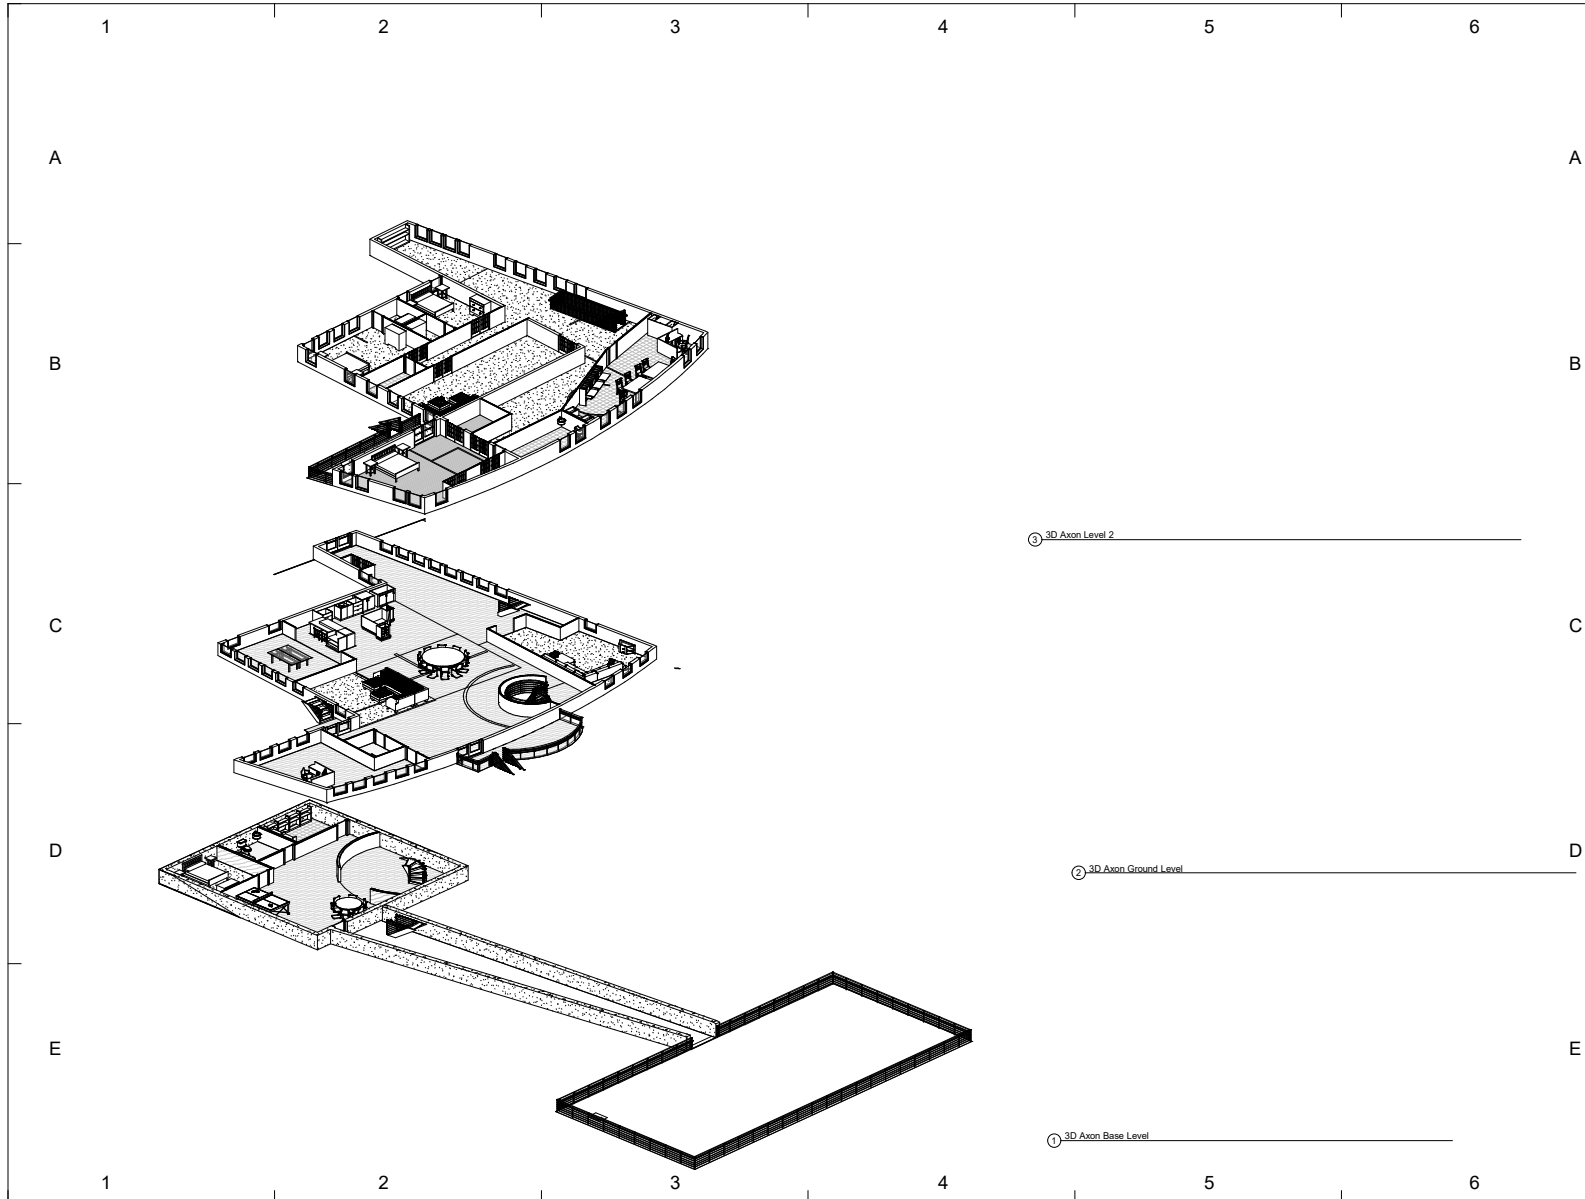 1 2 3 4 5 6
A A
B B
3 3D Axon Level 2
C C
D D
2 3D Axon Ground Level
E E
1 3D Axon Base Level
1 2 3 4 5 6